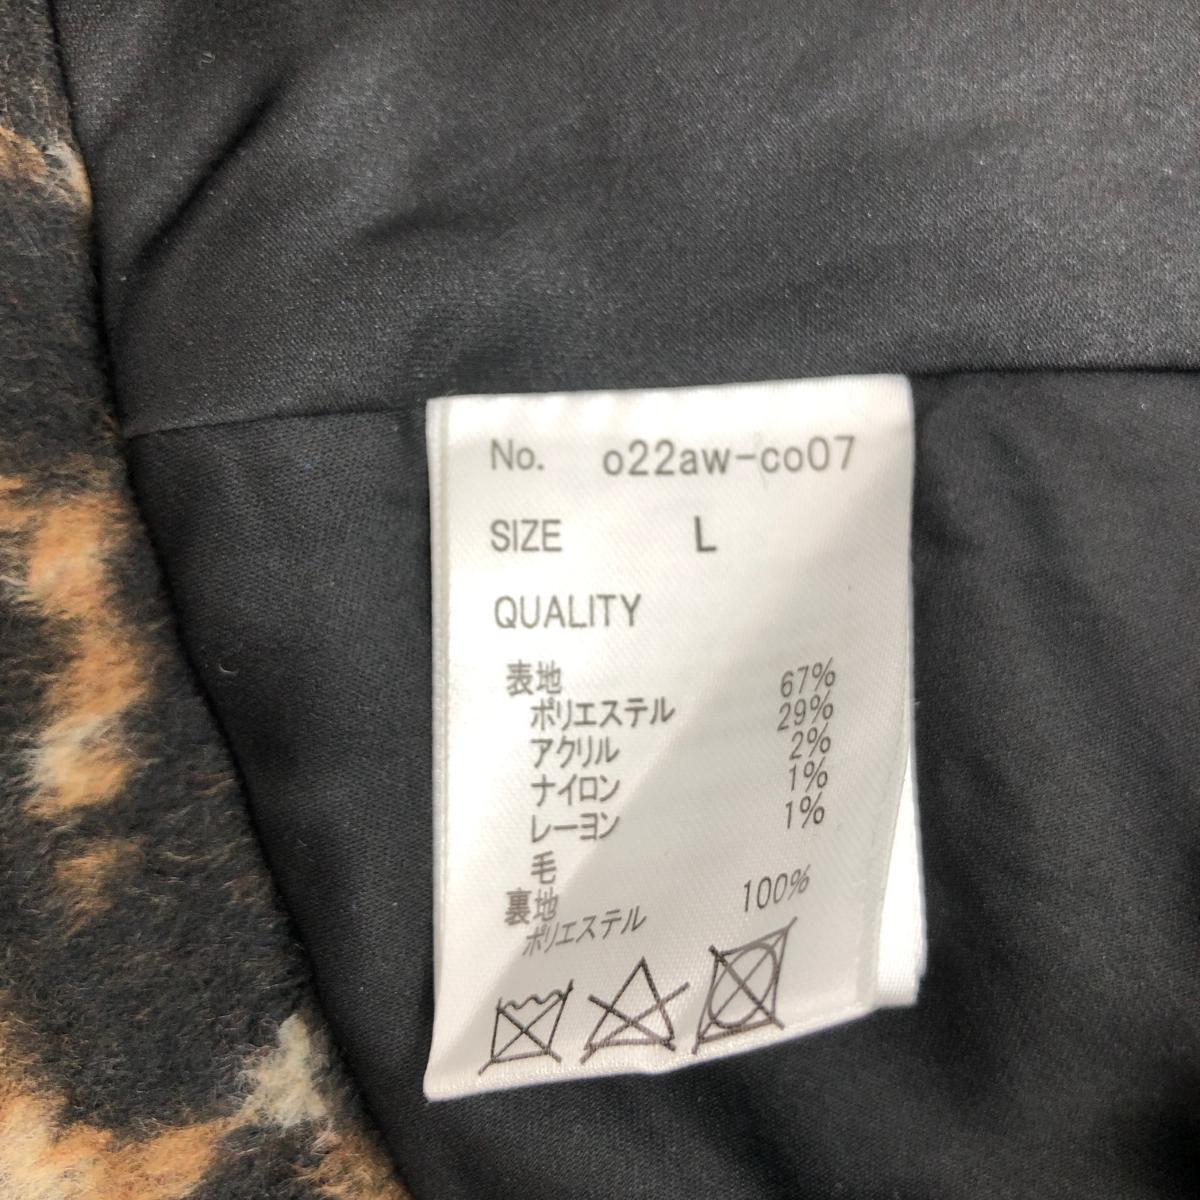 No. o22aw-co07
SIZE L
QUALITY
表地 67%
ポリエステル 29%
アクリル 2%
ナイロン 1%
レーヨン 1%
毛
裏地 100%
ポリエステル